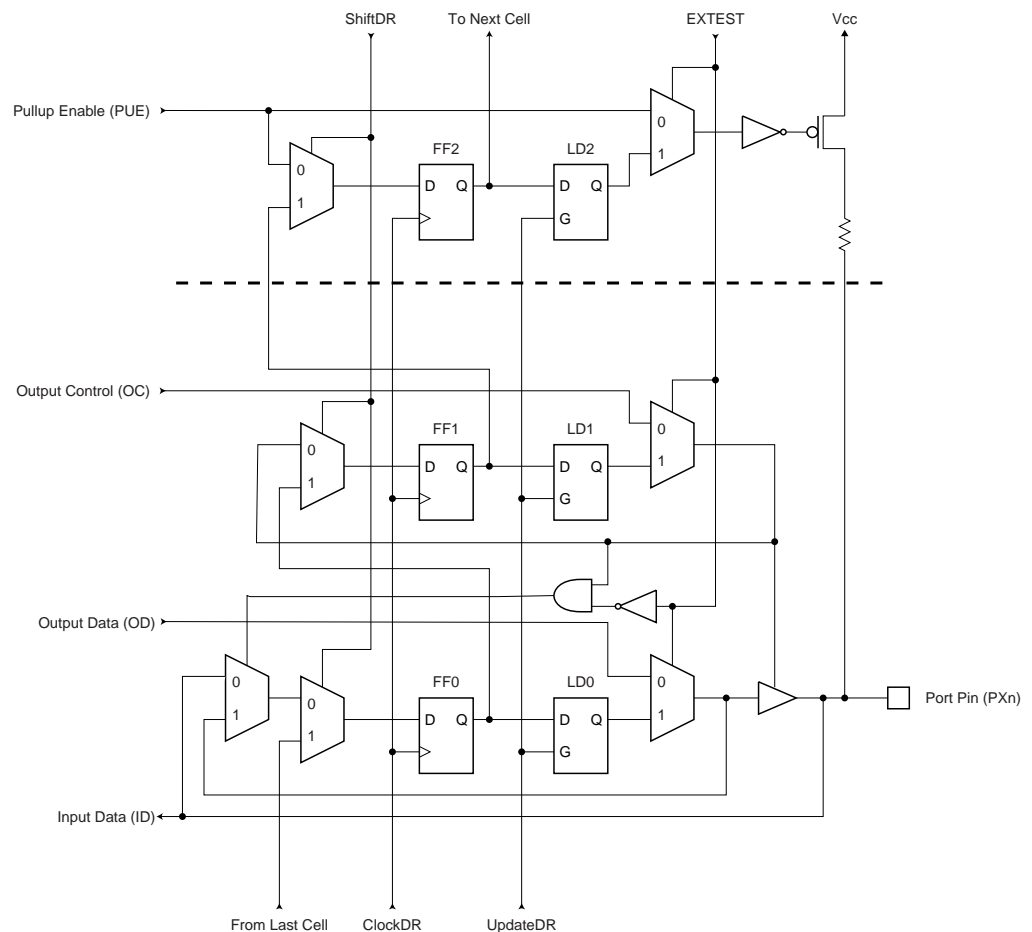 ShiftDR To Next Cell EXTEST Vcc
Pullup Enable (PUE)
0
1
FF2
D Q
LD2
D Q
G
0
1
Output Control (OC)
0
1
FF1
D Q
LD1
D Q
G
0
1
Output Data (OD)
0
1
0
1
FF0
D Q
LD0
D Q
G
0
1
Port Pin (PXn)
Input Data (ID)
From Last Cell ClockDR UpdateDR